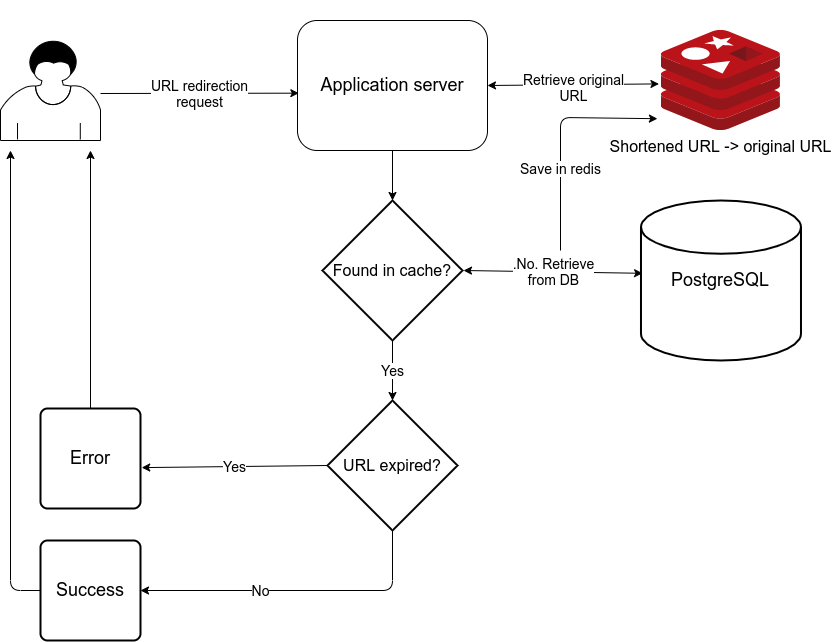 URL redirection
request
Application server
Retrieve original
URL
Shortened URL -> original URL
Save in redis
Found in cache?
.No. Retrieve
from DB
PostgreSQL
Yes
URL expired?
Yes
Error
No
Success